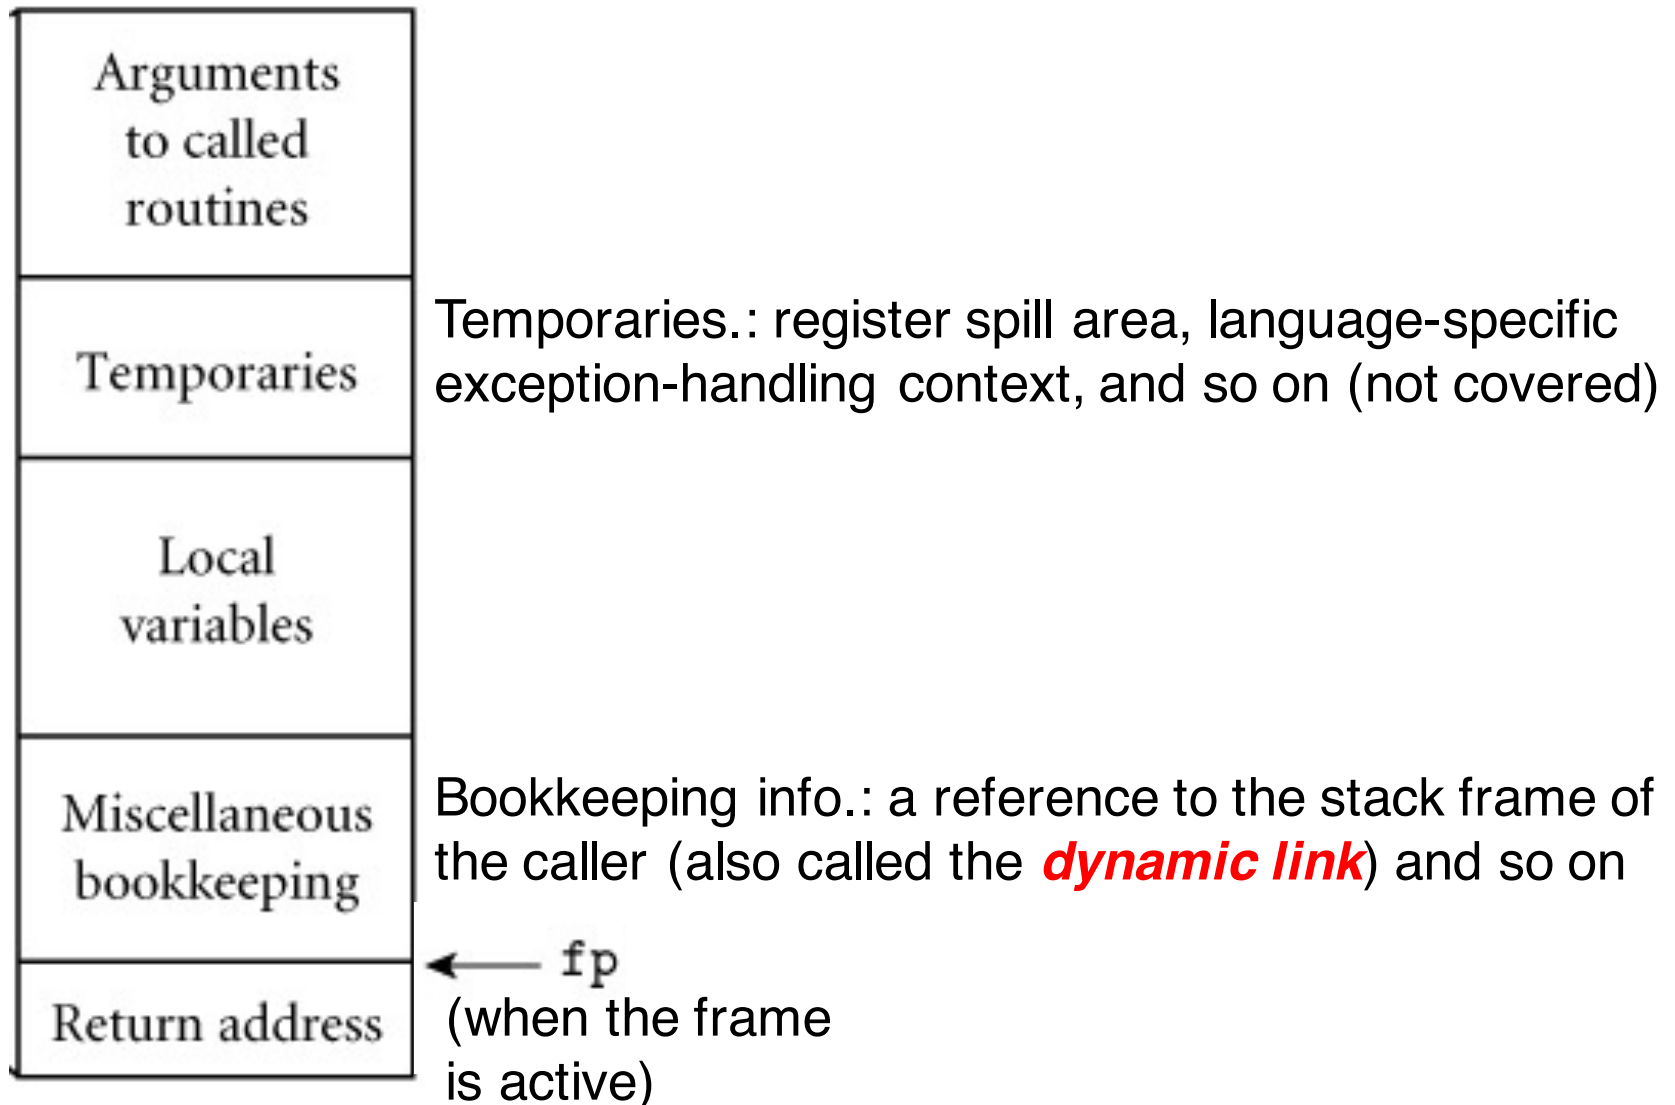 Arguments
to called
routines
Temporaries
Temporaries.: register spill area, language-specific
exception-handling context, and so on (not covered)
Local
variables
Miscellaneous
bookkeeping
Bookkeeping info.: a reference to the stack frame of
the caller (also called the dynamic link) and so on
fp
(when the frame
is active)
Return address